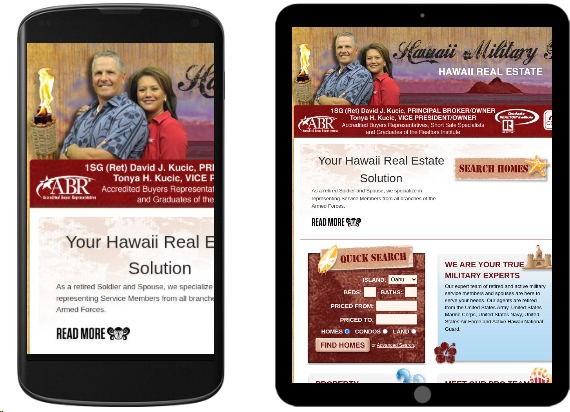 Ha
1SG (Ret) David J. Kucic, PRI
Tonya H. Kucic, VICE P
ABR
Accredited Buyer Representative
Accredited Buyers Representat
and Graduates of the
Your Hawaii Real E
Solution
As a retired Soldier and Spouse, we specialize
representing Service Members from all branche
Armed Forces.
READ MORE
Hawaii Military
HAWAII REAL ESTATE
1SG (Ret) David J. Kucic, PRINCIPAL BROKER/OWNER
Tonya H. Kucic, VICE PRESIDENT/OWNER
ABR
Accredited Buyers Representatives, Short Sale Specialists
and Graduates of the Realtors Institute
Your Hawaii Real Estate
Solution
SEARCH HOMES
As a retired Soldier and Spouse, we specialize in
representing Service Members from all branches of the
Armed Forces.
READ MORE
QUICK SEARCH
ISLAND: Oahu
BEDS: BATHS:
PRICED FROM:
PRICED TO:
HOMES CONDOS LAND
FIND HOMES or Advanced Search
WE ARE YOUR TRUE
MILITARY EXPERTS
Our expert team of retired and active military
service members and spouses are here to
serve your needs. Our agents are retired
from the United States Army, United States
Marine Corps, United States Navy, United
States Air Force and Active Hawaii National
Guard.
PROPERTY
MEET OUR PRO TEAM